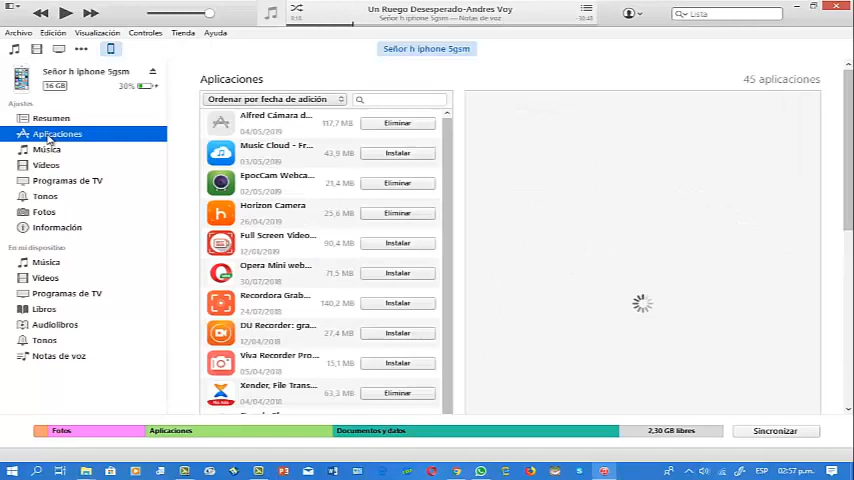 Un Ruego Desesperado-Andres Voy
Señor h iphone 5gsm — Notas de voz
Lista
Archivo Edición Visualización Controles Tienda Ayuda
Señor h iphone 5gsm
Señor h iphone 5gsm
16 GB 30%
Ajustes
Resumen
Aplicaciones
Música
Vídeos
Programas de TV
Tonos
Fotos
Información
En mi dispositivo
Música
Vídeos
Programas de TV
Libros
Audiolibros
Tonos
Notas de voz
Aplicaciones 45 aplicaciones
Ordenar por fecha de adición
Alfred Cámara d... 117,7 MB Eliminar
04/05/2019
Music Cloud - Fr... 43,9 MB Instalar
03/05/2019
EpocCam Webca... 21,4 MB Eliminar
02/05/2019
Horizon Camera 25,6 MB Eliminar
26/04/2019
Full Screen Video... 90,4 MB Instalar
12/01/2019
Opera Mini web... 71,5 MB Instalar
30/07/2018
Recordora Grab... 140,2 MB Instalar
24/07/2018
DU Recorder: gra... 27,4 MB Instalar
Viva Recorder Pro... 15,1 MB Instalar
05/04/2018
Xender, File Trans... 63,3 MB Eliminar
04/04/2018
Fotos Aplicaciones Documentos y datos 2,30 GB libres Sincronizar
ESP 02:57 p.m.